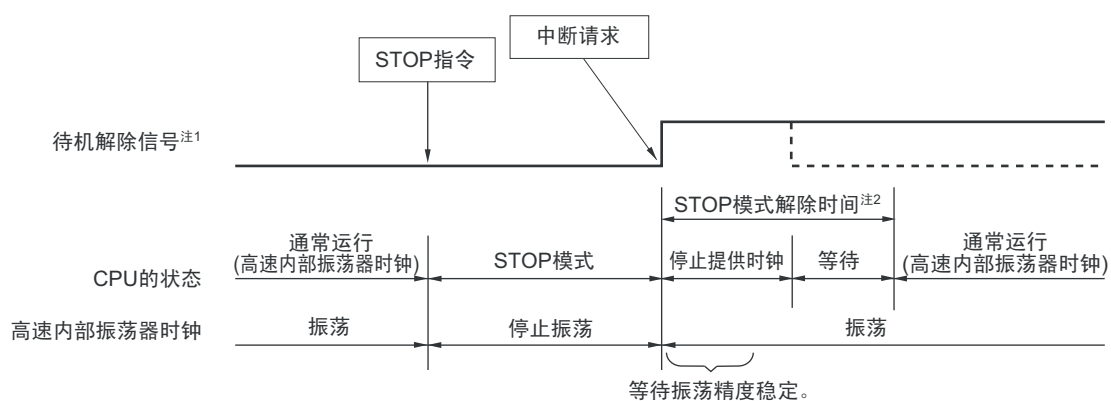 中断请求
STOP指令
待机解除信号注1
STOP模式解除时间注2
通常运行
(高速内部振荡器时钟)
STOP模式
停止提供时钟
等待
通常运行
(高速内部振荡器时钟)
CPU的状态
高速内部振荡器时钟
振荡
停止振荡
振荡
等待振荡精度稳定。